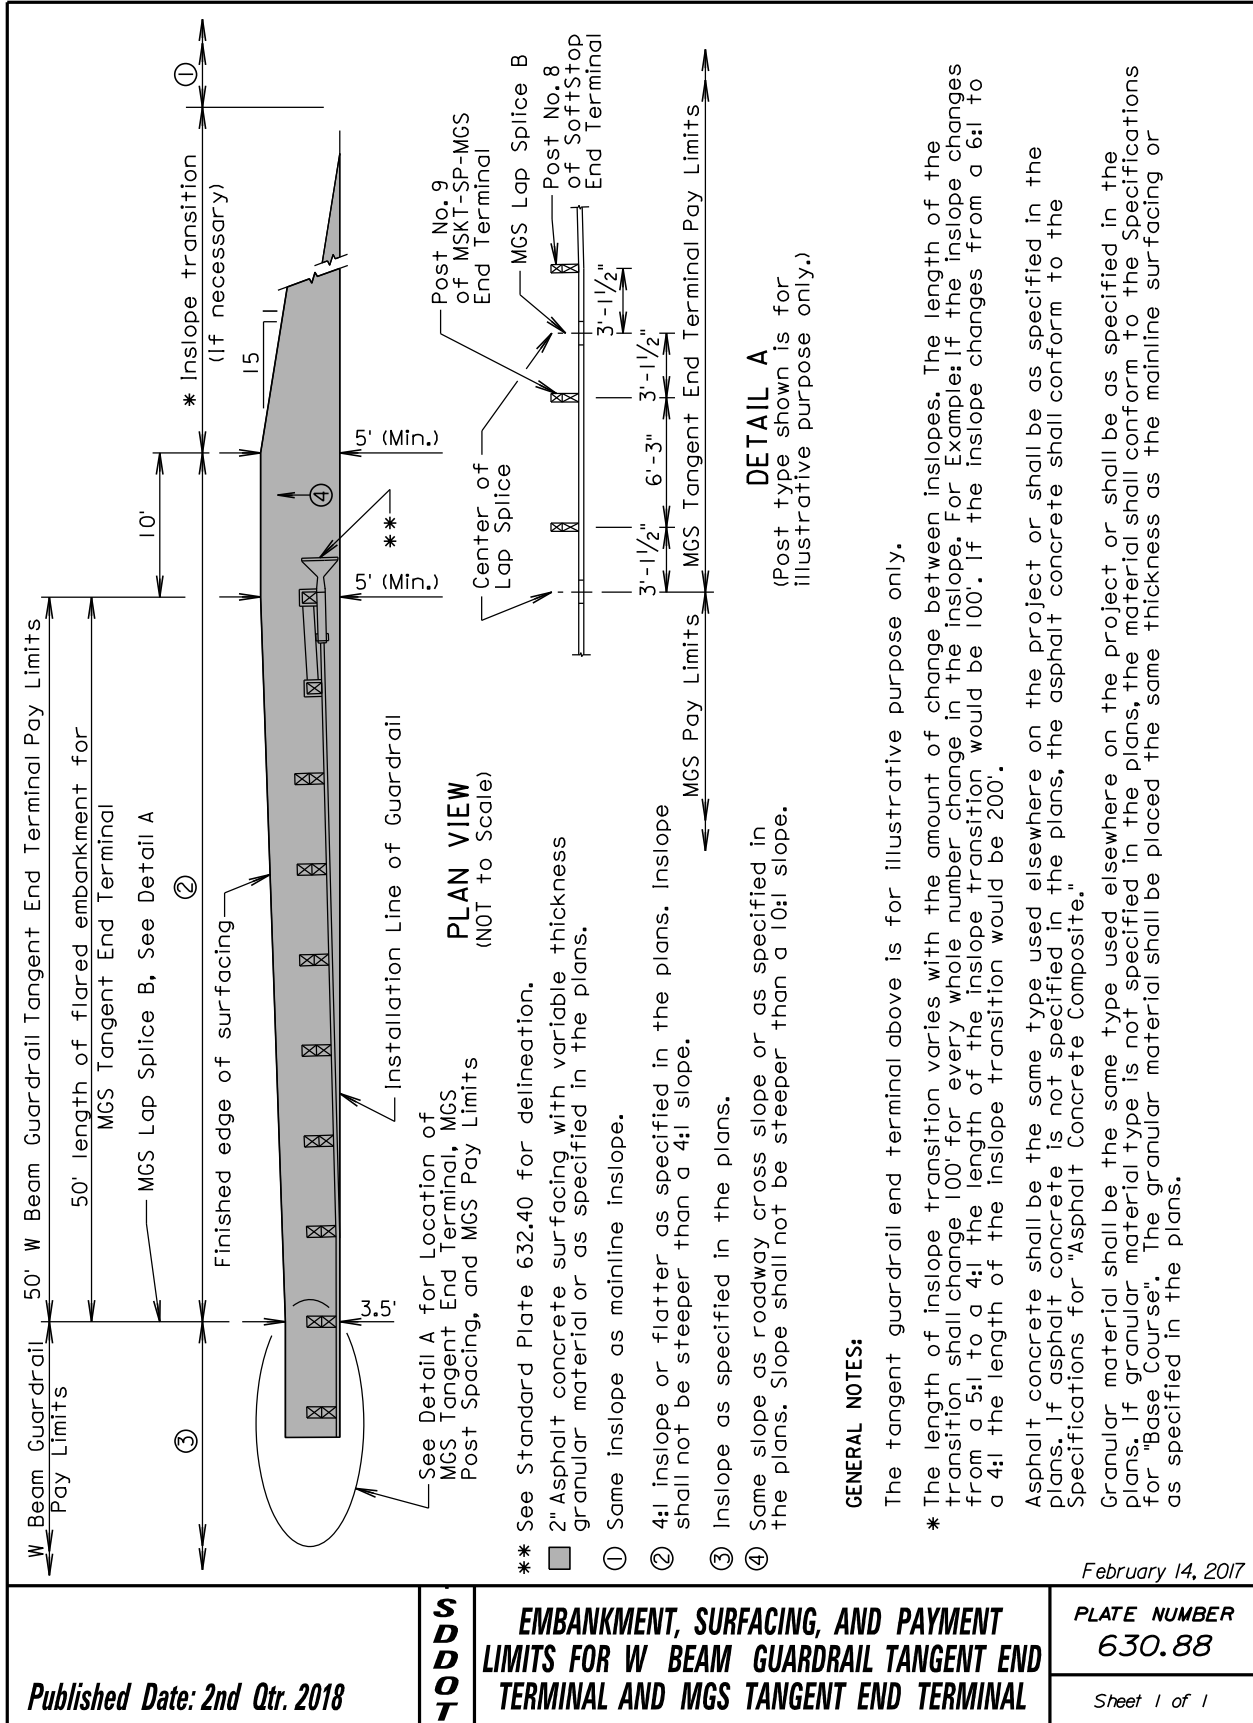 W Beam Guardrail
Pay Limits
50' W Beam Guardrail Tangent End Terminal Pay Limits
50' length of flared embankment for
MGS Tangent End Terminal
MGS Lap Splice B, See Detail A
10'
* Inslope transition
(If necessary)
①
②
③
Finished edge of surfacing
3.5'
5' (Min.)
5' (Min.)
④
**
15
1
Installation Line of Guardrail
See Detail A for Location of
MGS Tangent End Terminal, MGS
Post Spacing, and MGS Pay Limits
PLAN VIEW
(NOT to Scale)
Center of
Lap Splice
Post No. 9
of MSKT-SP-MGS
End Terminal
MGS Lap Splice B
Post No. 8
of SoftStop
End Terminal
3'-1½"
6'-3"
3'-1½"
3'-1½"
MGS Pay Limits
MGS Tangent End Terminal Pay Limits
DETAIL A
(Post type shown is for
illustrative purpose only.)
** See Standard Plate 632.40 for delineation.
2" Asphalt concrete surfacing with variable thickness
granular material or as specified in the plans.
① Same inslope as mainline inslope.
② 4:1 inslope or flatter as specified in the plans. Inslope
shall not be steeper than a 4:1 slope.
③ Inslope as specified in the plans.
④ Same slope as roadway cross slope or as specified in
the plans. Slope shall not be steeper than a 10:1 slope.
GENERAL NOTES:
The tangent guardrail end terminal above is for illustrative purpose only.
* The length of inslope transition varies with the amount of change between inslopes. The length of the
transition shall change 100' for every whole number change in the inslope. For Example: If the inslope changes
from a 5:1 to a 4:1 the length of the inslope transition would be 100'. If the inslope changes from a 6:1 to
a 4:1 the length of the inslope transition would be 200'.
Asphalt concrete shall be the same type used elsewhere on the project or shall be as specified in the
plans. If asphalt concrete is not specified in the plans, the asphalt concrete shall conform to the
Specifications for "Asphalt Concrete Composite."
Granular material shall be the same type used elsewhere on the project or shall be as specified in the
plans. If granular material type is not specified in the plans, the material shall conform to the Specifications
for "Base Course". The granular material shall be placed the same thickness as the mainline surfacing or
as specified in the plans.
February 14, 2017
Published Date: 2nd Qtr. 2018
S
D
D
O
T
EMBANKMENT, SURFACING, AND PAYMENT
LIMITS FOR W BEAM GUARDRAIL TANGENT END
TERMINAL AND MGS TANGENT END TERMINAL
PLATE NUMBER
630.88
Sheet 1 of 1